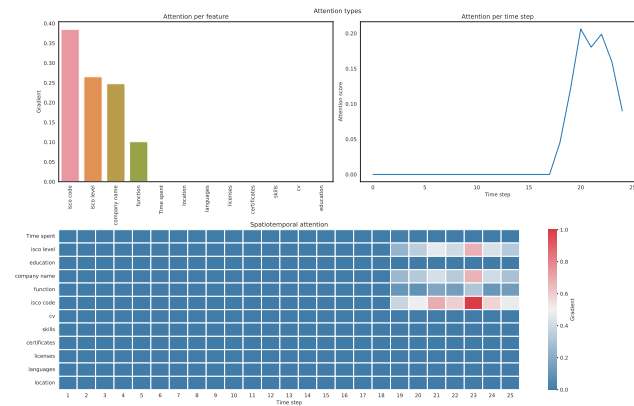 Attention types
Attention per feature
0.40
0.35
0.30
0.25
0.20
0.15
0.10
0.05
0.00
Gradient
isco code
isco level
company name
function
Time spent
location
languages
licenses
certificates
skills
cv
education
Attention per time step
0.20
0.15
0.10
0.05
0.00
Attention score
0 5 10 15 20 25
Time step
Spatiotemporal attention
Time spent
isco level
education
company name
function
isco code
cv
skills
certificates
licenses
languages
location
1 2 3 4 5 6 7 8 9 10 11 12 13 14 15 16 17 18 19 20 21 22 23 24 25
Time step
1.0
0.8
0.6
0.4
0.2
0.0
Gradient